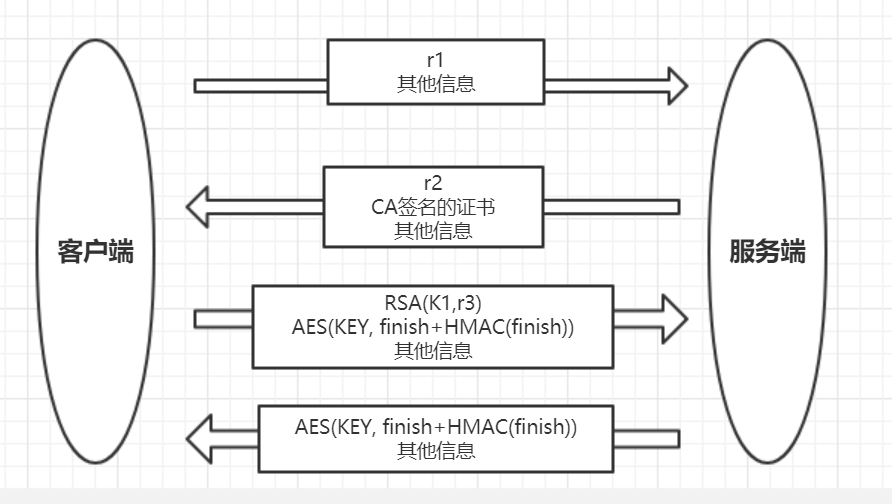 r1
其他信息
r2
CA签名的证书
其他信息
客户端
服务端
RSA(K1,r3)
AES(KEY, finish+HMAC(finish))
其他信息
AES(KEY, finish+HMAC(finish))
其他信息